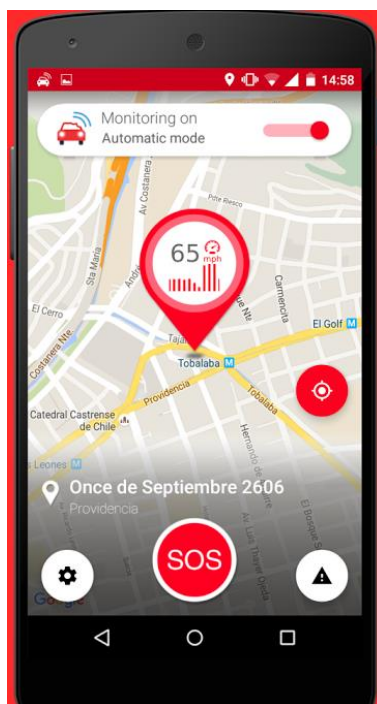 14:58
Monitoring on
Automatic mode
Av Costanera
Pdte Riesco
Sta María
Andrés
65
mph
Carmencita
El Cerro
Costanera Nte.
Taja
El Golf M
Tobalaba M
Providencia
Tobalaba
Catedral Castrense
de Chile
Hernando de
Leones M
Once de Septiembre 2606
Providencia
El Bosque
Av. Luis Thayer Ojeda
SOS
Google